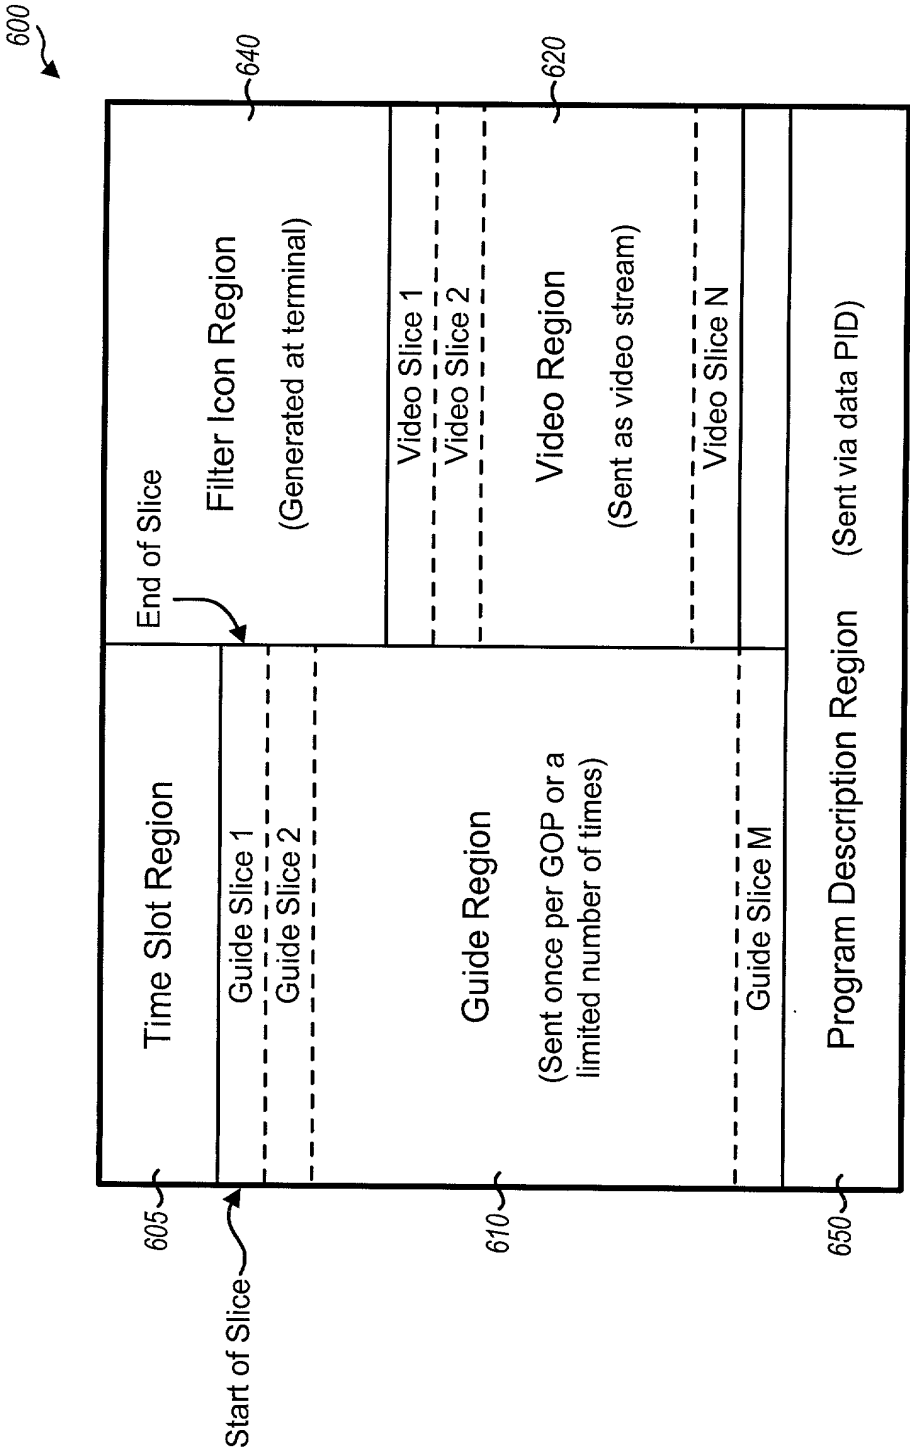 600
605
Time Slot Region
End of Slice
Filter Icon Region
(Generated at terminal)
640
Start of Slice
Guide Slice 1
Guide Slice 2
Guide Region
(Sent once per GOP or a
limited number of times)
Guide Slice M
610
Video Slice 1
Video Slice 2
Video Region
(Sent as video stream)
Video Slice N
620
650
Program Description Region (Sent via data PID)